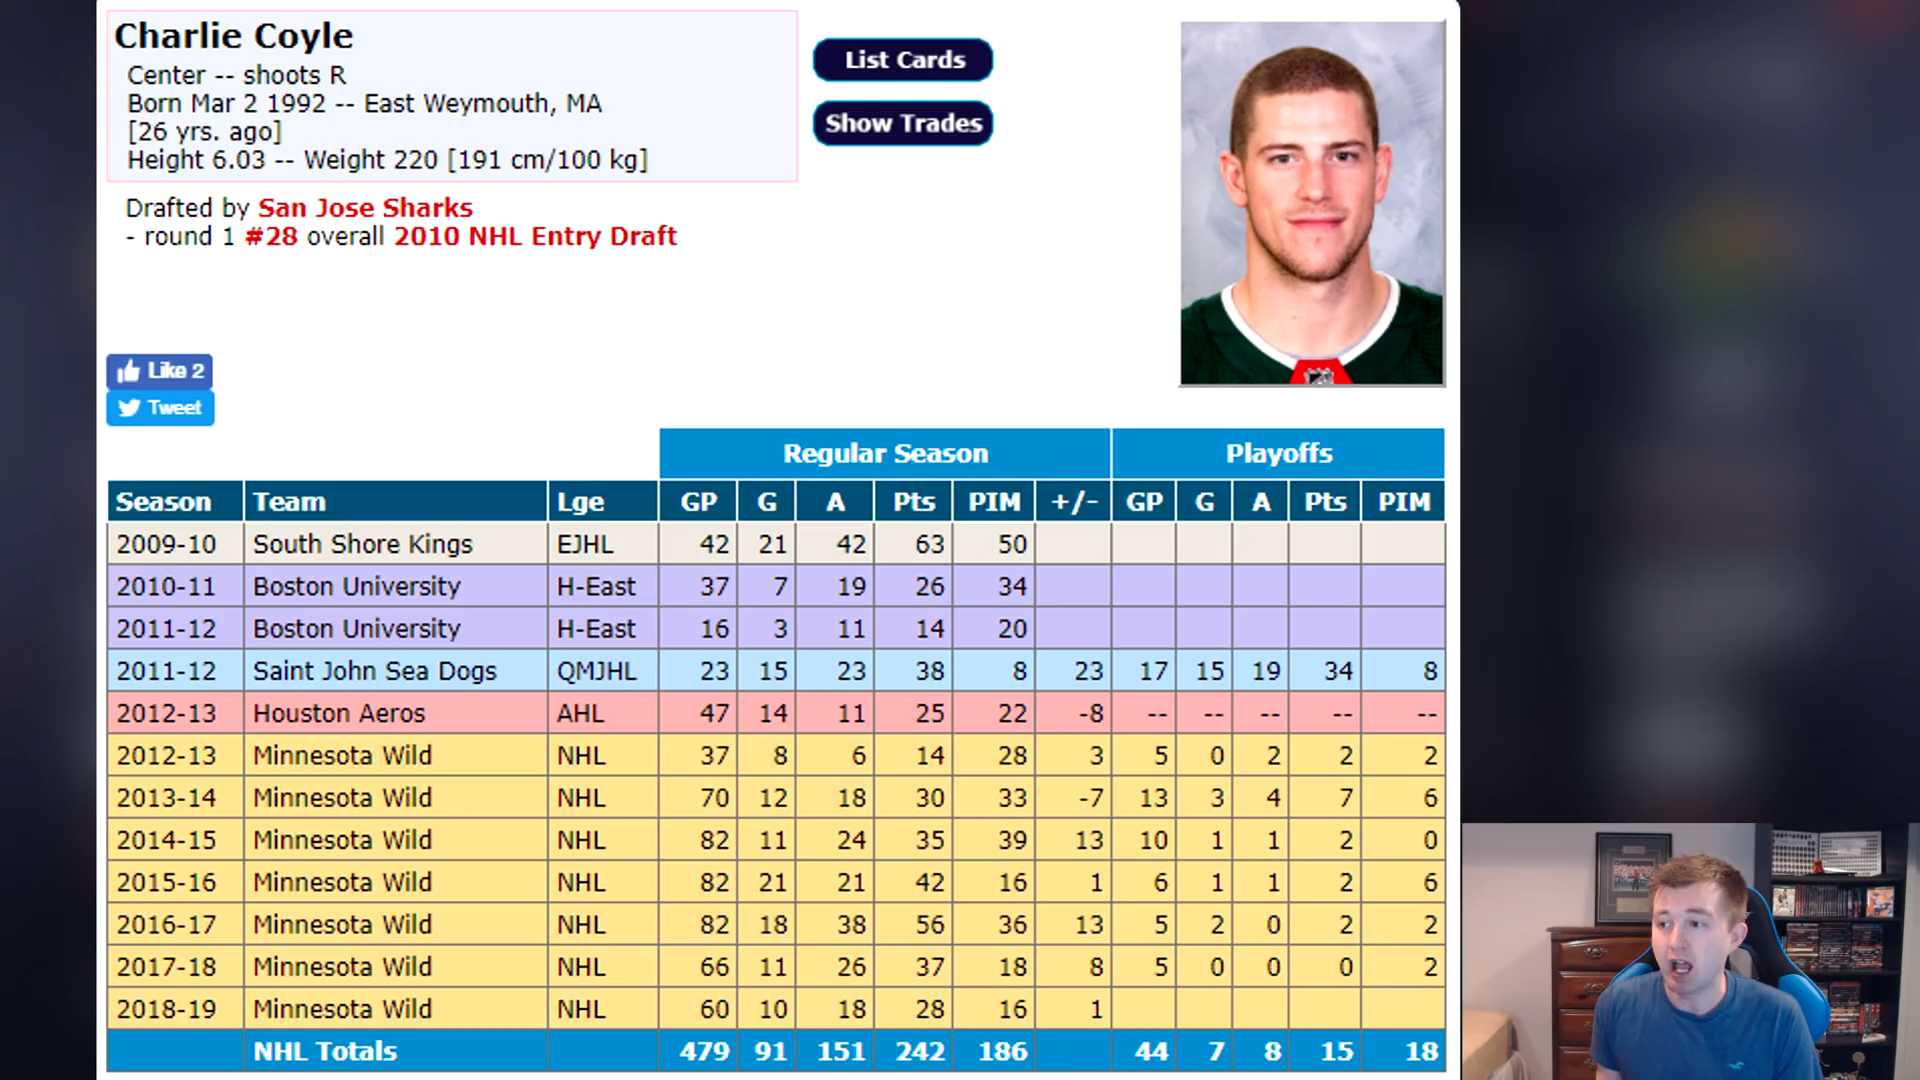 Charlie Coyle
Center -- shoots R
Born Mar 2 1992 -- East Weymouth, MA
[26 yrs. ago]
Height 6.03 -- Weight 220 [191 cm/100 kg]
List Cards
Show Trades
Drafted by San Jose Sharks
- round 1 #28 overall 2010 NHL Entry Draft
Like 2
Tweet
Regular Season Playoffs
Season Team Lge GP G A Pts PIM +/- GP G A Pts PIM
2009-10 South Shore Kings EJHL 42 21 42 63 50
2010-11 Boston University H-East 37 7 19 26 34
2011-12 Boston University H-East 16 3 11 14 20
2011-12 Saint John Sea Dogs QMJHL 23 15 23 38 8 23 17 15 19 34 8
2012-13 Houston Aeros AHL 47 14 11 25 22 -8 -- -- -- -- --
2012-13 Minnesota Wild NHL 37 8 6 14 28 3 5 0 2 2 2
2013-14 Minnesota Wild NHL 70 12 18 30 33 -7 13 3 4 7 6
2014-15 Minnesota Wild NHL 82 11 24 35 39 13 10 1 1 2 0
2015-16 Minnesota Wild NHL 82 21 21 42 16 1 6 1 1 2 6
2016-17 Minnesota Wild NHL 82 18 38 56 36 13 5 2 0 2 2
2017-18 Minnesota Wild NHL 66 11 26 37 18 8 5 0 0 0 2
2018-19 Minnesota Wild NHL 60 10 18 28 16 1
NHL Totals 479 91 151 242 186 44 7 8 15 18